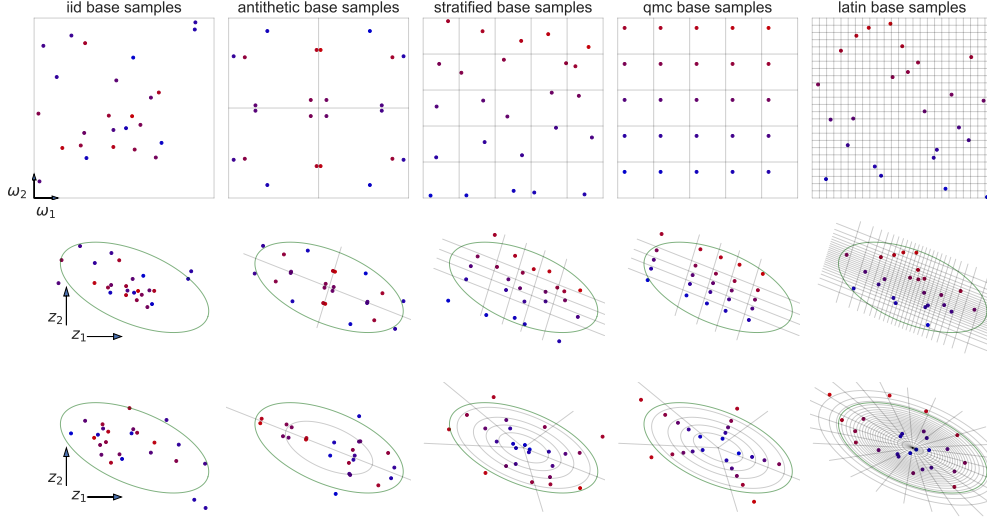 iid base samples
antithetic base samples
stratified base samples
qmc base samples
latin base samples
ω₂
ω₁
z₂
z₁
z₂
z₁